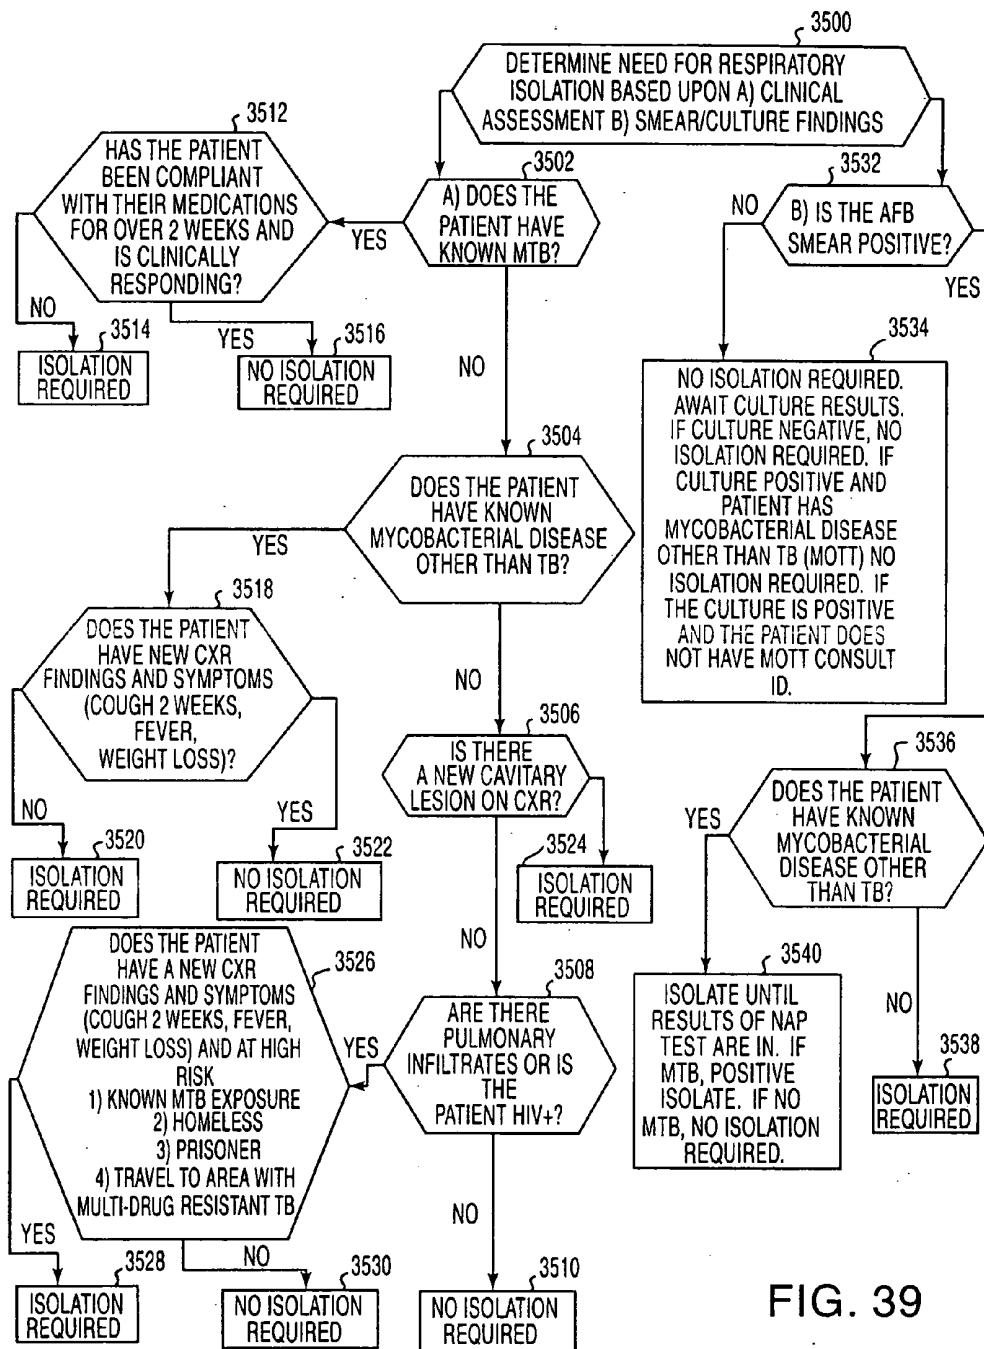 3500
DETERMINE NEED FOR RESPIRATORY
ISOLATION BASED UPON A) CLINICAL
ASSESSMENT B) SMEAR/CULTURE FINDINGS
3512
HAS THE PATIENT
BEEN COMPLIANT
WITH THEIR MEDICATIONS
FOR OVER 2 WEEKS AND
IS CLINICALLY
RESPONDING?
3502
A) DOES THE
PATIENT HAVE
KNOWN MTB?
YES
3532
B) IS THE AFB
SMEAR POSITIVE?
NO
YES
NO
3514
ISOLATION
REQUIRED
YES
3516
NO ISOLATION
REQUIRED
NO
3534
NO ISOLATION REQUIRED.
AWAIT CULTURE RESULTS.
IF CULTURE NEGATIVE, NO
ISOLATION REQUIRED. IF
CULTURE POSITIVE AND
PATIENT HAS
MYCOBACTERIAL DISEASE
OTHER THAN TB (MOTT) NO
ISOLATION REQUIRED. IF
THE CULTURE IS POSITIVE
AND THE PATIENT DOES
NOT HAVE MOTT CONSULT
ID.
3504
DOES THE PATIENT
HAVE KNOWN
MYCOBACTERIAL DISEASE
OTHER THAN TB?
YES
3518
DOES THE PATIENT
HAVE NEW CXR
FINDINGS AND SYMPTOMS
(COUGH 2 WEEKS,
FEVER,
WEIGHT LOSS)?
NO
3506
IS THERE
A NEW CAVITARY
LESION ON CXR?
NO
3520
ISOLATION
REQUIRED
YES
3522
NO ISOLATION
REQUIRED
3524
ISOLATION
REQUIRED
3536
DOES THE PATIENT
HAVE KNOWN
MYCOBACTERIAL
DISEASE OTHER
THAN TB?
YES
NO
3526
DOES THE PATIENT
HAVE A NEW CXR
FINDINGS AND SYMPTOMS
(COUGH 2 WEEKS, FEVER,
WEIGHT LOSS) AND AT HIGH
RISK
1) KNOWN MTB EXPOSURE
2) HOMELESS
3) PRISONER
4) TRAVEL TO AREA WITH
MULTI-DRUG RESISTANT TB
YES
3508
ARE THERE
PULMONARY
INFILTRATES OR IS
THE
PATIENT HIV+?
3540
ISOLATE UNTIL
RESULTS OF NAP
TEST ARE IN. IF
MTB, POSITIVE
ISOLATE. IF NO
MTB, NO ISOLATION
REQUIRED.
NO
3538
ISOLATION
REQUIRED
YES
3528
ISOLATION
REQUIRED
NO
3530
NO ISOLATION
REQUIRED
NO
3510
NO ISOLATION
REQUIRED
FIG. 39